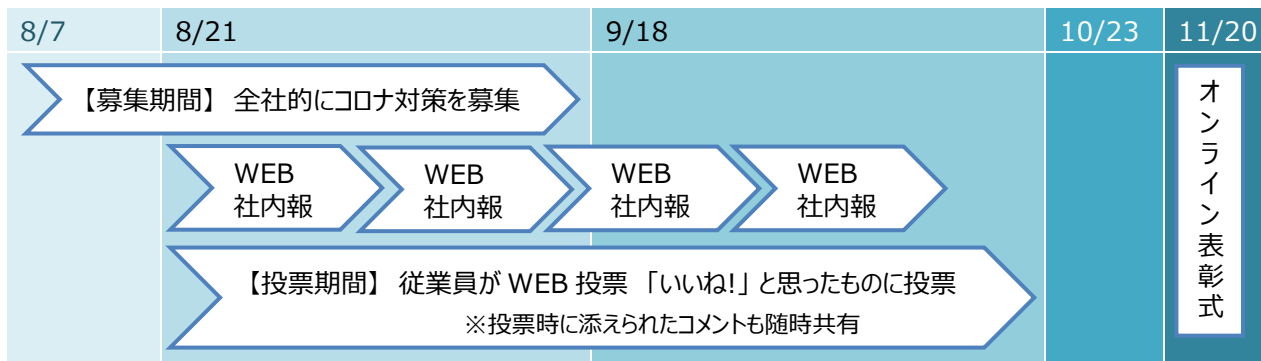 8/7 8/21 9/18 10/23 11/20
【募集期間】 全社的にコロナ対策を募集
WEB
社内報
WEB
社内報
WEB
社内報
WEB
社内報
【投票期間】 従業員が WEB 投票 「いいね!」と思ったものに投票
※投票時に添えられたコメントも随時共有
オンライン表彰式